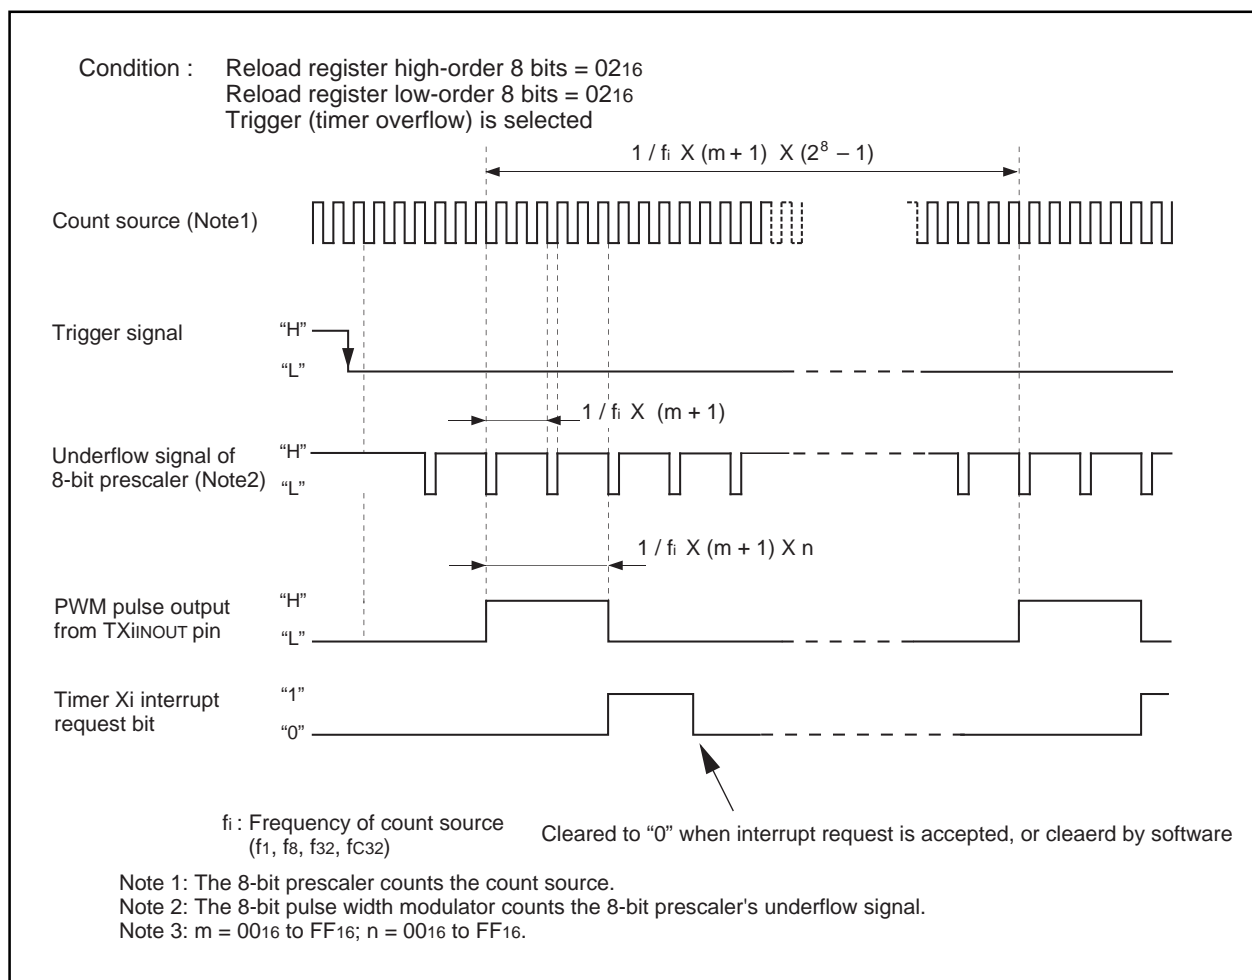 Condition : Reload register high-order 8 bits = 0216
Reload register low-order 8 bits = 0216
Trigger (timer overflow) is selected
1 / fi X (m + 1) X (2⁸ – 1)
Count source (Note1)
Trigger signal
“H”
“L”
1 / fi X (m + 1)
Underflow signal of
8-bit prescaler (Note2)
“H”
“L”
1 / fi X (m + 1) X n
PWM pulse output
from TXiINOUT pin
“H”
“L”
Timer Xi interrupt
request bit
“1”
“0”
fi : Frequency of count source
(f1, f8, f32, fC32)
Cleared to “0” when interrupt request is accepted, or cleaerd by software
Note 1: The 8-bit prescaler counts the count source.
Note 2: The 8-bit pulse width modulator counts the 8-bit prescaler's underflow signal.
Note 3: m = 0016 to FF16; n = 0016 to FF16.